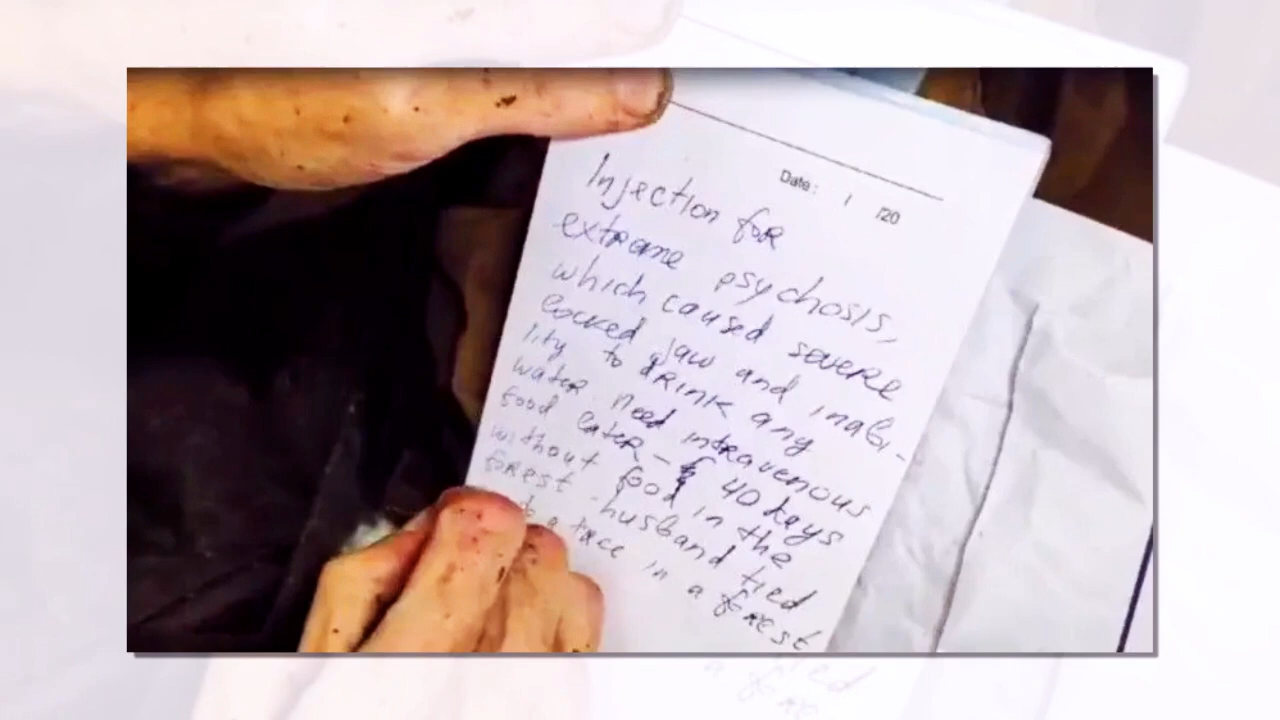 Date: / /20
Injection for
extreme psychosis,
which caused severe
locked jaw and inabi-
lity to drink any
water. Need intravenous
food later - 40 days
without food in the
forest. husband tied
to a tree in a forest